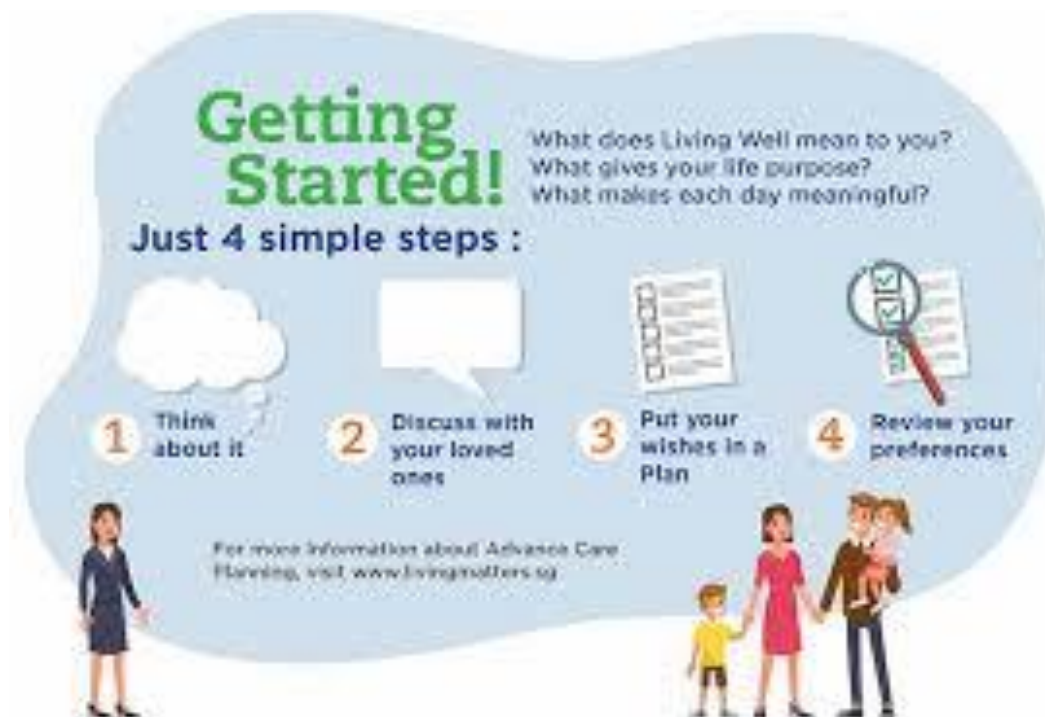 Getting
Started!
What does Living Well mean to you?
What gives your life purpose?
What makes each day meaningful?
Just 4 simple steps :
1 Think
about it
2 Discuss with
your loved
ones
3 Put your
wishes in a
Plan
4 Review your
preferences
For more information about Advance Care
Planning, visit www.livingmatters.sg